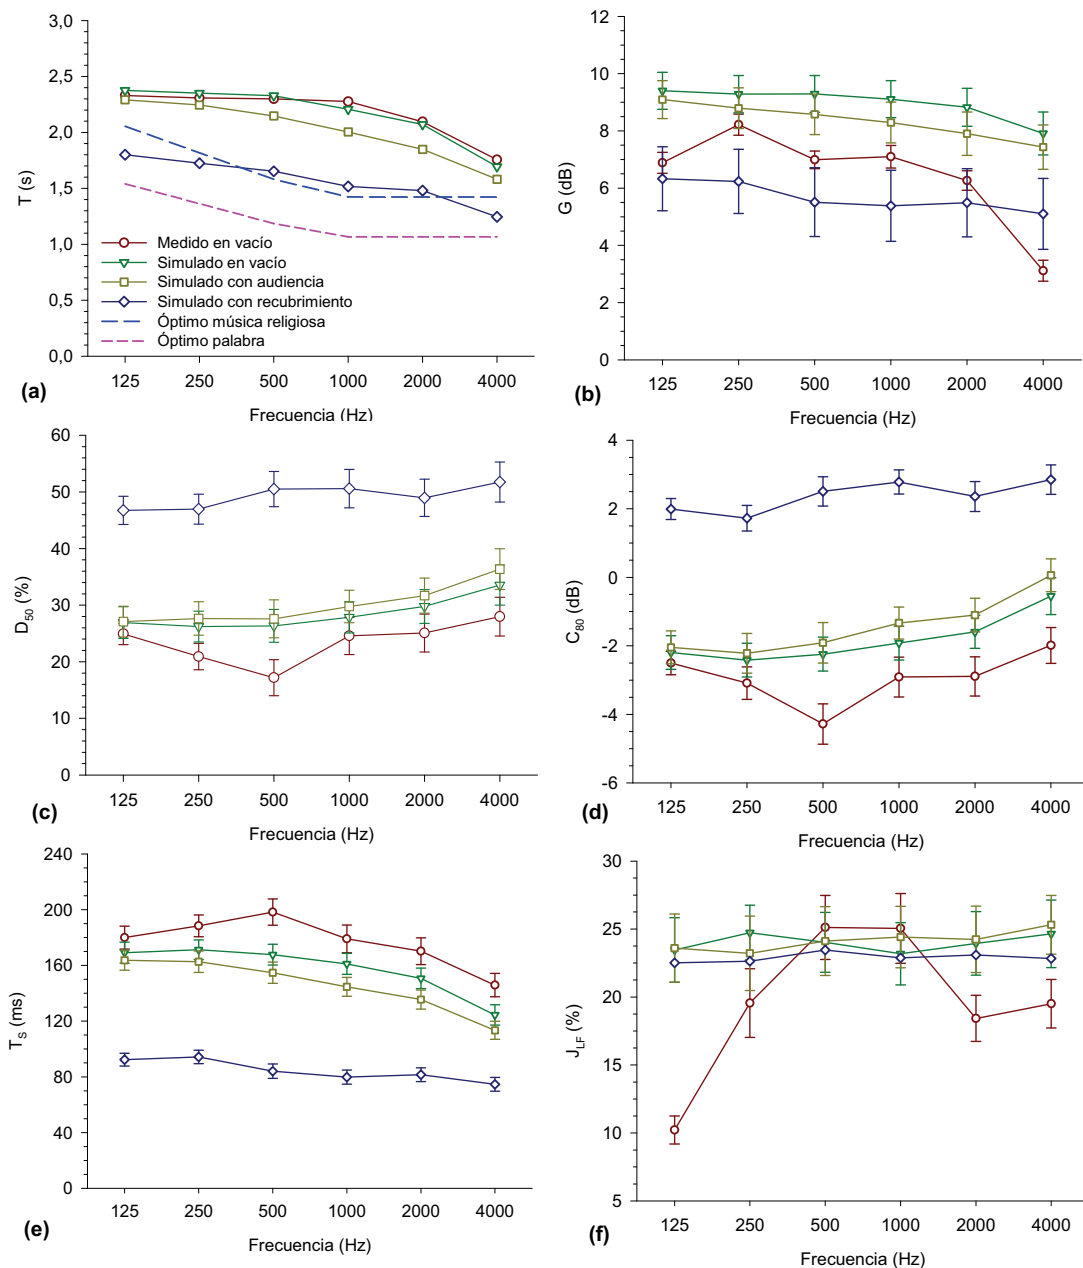 3,0
2,5
2,0
1,5
1,0
0,5
0,0
T (s)
Medido en vacío
Simulado en vacío
Simulado con audiencia
Simulado con recubrimiento
Óptimo música religiosa
Óptimo palabra
125 250 500 1000 2000 4000
Frecuencia (Hz)
(a)
12
10
8
6
4
2
0
G (dB)
125 250 500 1000 2000 4000
Frecuencia (Hz)
(b)
60
50
40
30
20
10
0
D50 (%)
125 250 500 1000 2000 4000
Frecuencia (Hz)
(c)
4
2
0
-2
-4
-6
C80 (dB)
125 250 500 1000 2000 4000
Frecuencia (Hz)
(d)
240
200
160
120
80
40
0
TS (ms)
125 250 500 1000 2000 4000
Frecuencia (Hz)
(e)
30
25
20
15
10
5
JLF (%)
125 250 500 1000 2000 4000
Frecuencia (Hz)
(f)